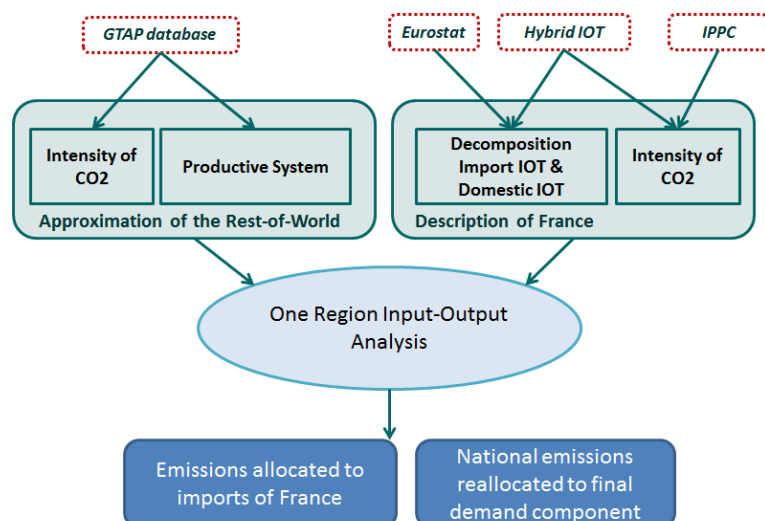 GTAP database
Eurostat
Hybrid IOT
IPPC
Intensity of
CO2
Productive System
Approximation of the Rest-of-World
Decomposition
Import IOT &
Domestic IOT
Intensity of
CO2
Description of France
One Region Input-Output
Analysis
Emissions allocated to
imports of France
National emissions
reallocated to final
demand component